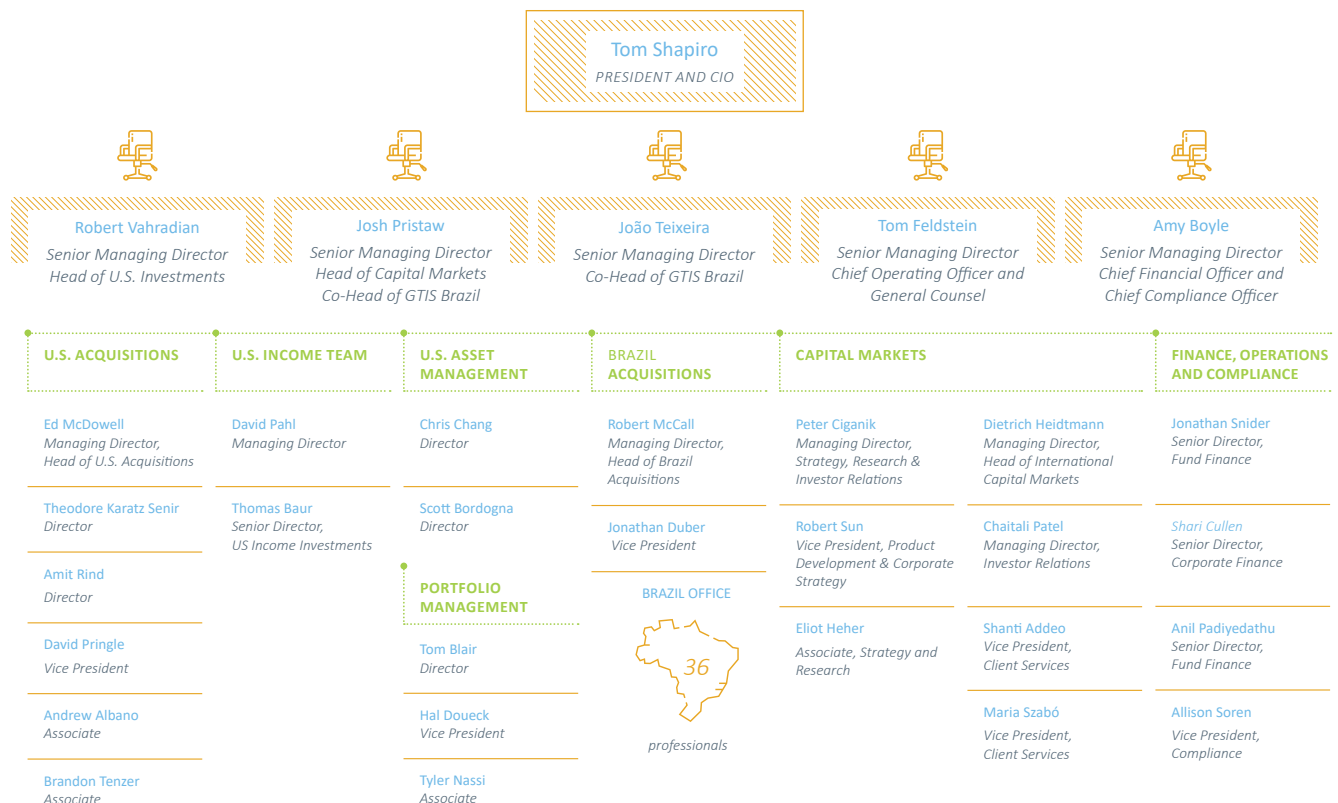 Tom Shapiro
PRESIDENT AND CIO
Robert Vahradian
Senior Managing Director
Head of U.S. Investments
Josh Pristaw
Senior Managing Director
Head of Capital Markets
Co-Head of GTIS Brazil
João Teixeira
Senior Managing Director
Co-Head of GTIS Brazil
Tom Feldstein
Senior Managing Director
Chief Operating Officer and
General Counsel
Amy Boyle
Senior Managing Director
Chief Financial Officer and
Chief Compliance Officer
U.S. ACQUISITIONS
Ed McDowell
Managing Director,
Head of U.S. Acquisitions
Theodore Karatz Senir
Director
Amit Rind
Director
David Pringle
Vice President
Andrew Albano
Associate
Brandon Tenzer
Associate
U.S. INCOME TEAM
David Pahl
Managing Director
Thomas Baur
Senior Director,
US Income Investments
U.S. ASSET
MANAGEMENT
Chris Chang
Director
Scott Bordogna
Director
PORTFOLIO
MANAGEMENT
Tom Blair
Director
Hal Doueck
Vice President
Tyler Nassi
Associate
BRAZIL
ACQUISITIONS
Robert McCall
Managing Director,
Head of Brazil
Acquisitions
Jonathan Duber
Vice President
BRAZIL OFFICE
36
professionals
CAPITAL MARKETS
Peter Ciganik
Managing Director,
Strategy, Research &
Investor Relations
Robert Sun
Vice President, Product
Development & Corporate
Strategy
Eliot Heher
Associate, Strategy and
Research
Dietrich Heidtmann
Managing Director,
Head of International
Capital Markets
Chaitali Patel
Managing Director,
Investor Relations
Shanti Addeo
Vice President,
Client Services
Maria Szabó
Vice President,
Client Services
FINANCE, OPERATIONS
AND COMPLIANCE
Jonathan Snider
Senior Director,
Fund Finance
Shari Cullen
Senior Director,
Corporate Finance
Anil Padiyedathu
Senior Director,
Fund Finance
Allison Soren
Vice President,
Compliance